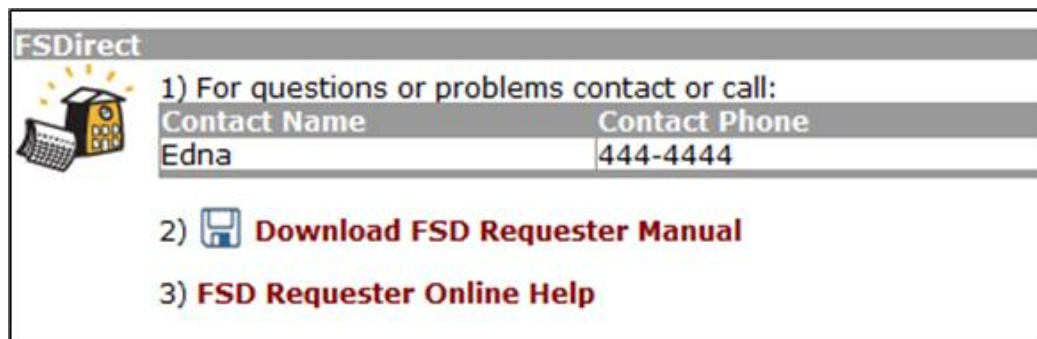 FSDirect
1) For questions or problems contact or call:
Contact Name Contact Phone
Edna 444-4444
2) Download FSD Requester Manual
3) FSD Requester Online Help